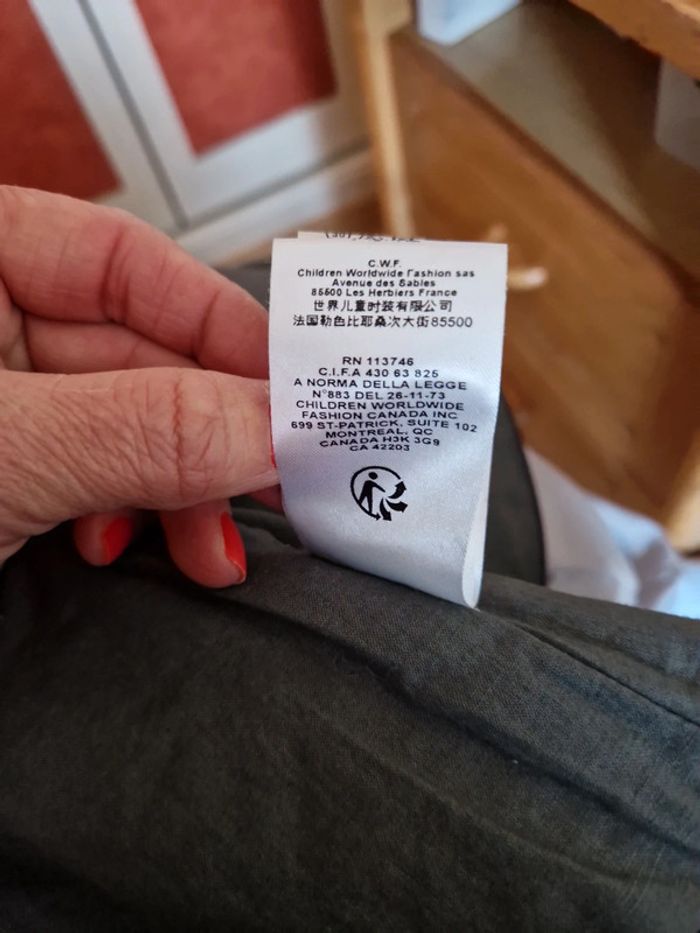 C.W.F.
Children Worldwide Fashion sas
Avenue des Sables
85500 Les Herbiers France
世界儿童时装有限公司
法国勒色比耶桑次大街85500
RN 113746
C.I.F.A 430 63 825
A NORMA DELLA LEGGE
N°883 DEL 26-11-73
CHILDREN WORLDWIDE
FASHION CANADA INC
699 ST-PATRICK, SUITE 102
MONTREAL, QC
CANADA H3K 3G9
CA 42203